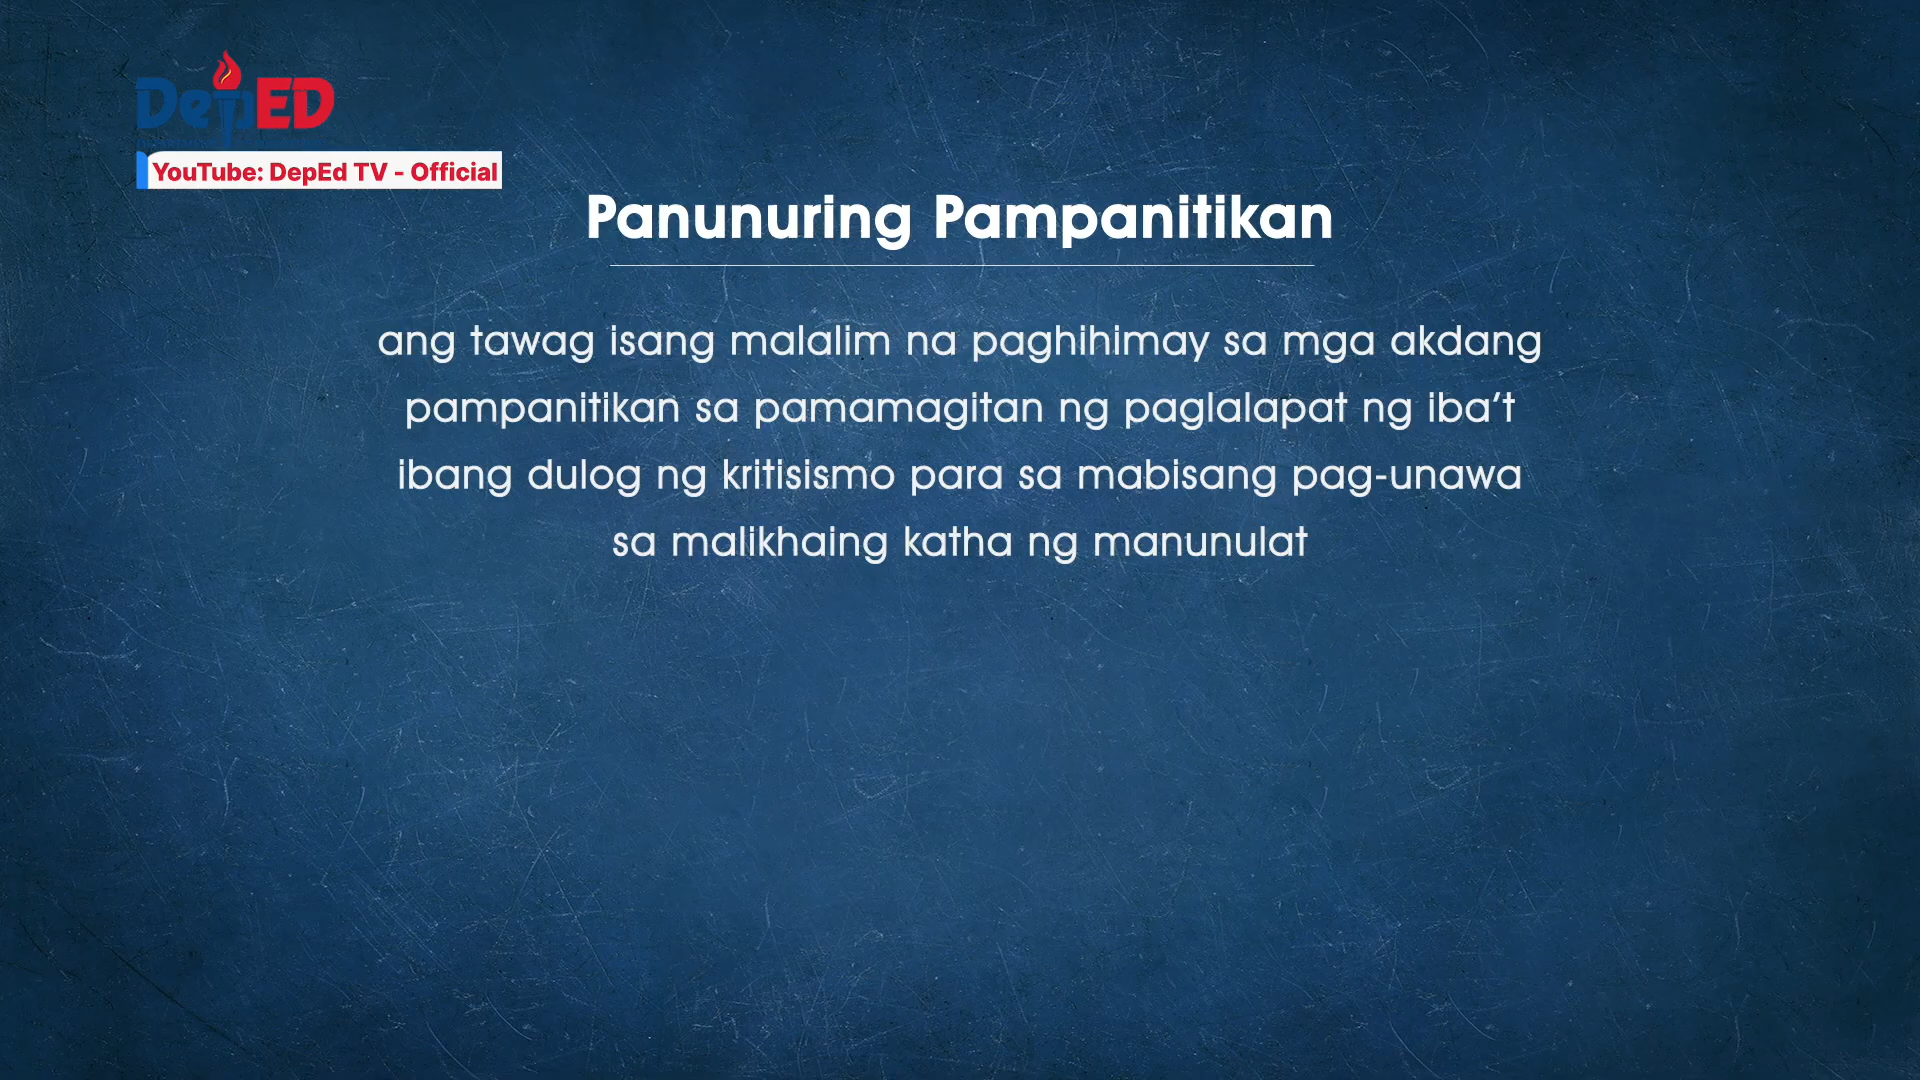 DepED
YouTube: DepEd TV - Official
Panunuring Pampanitikan
ang tawag isang malalim na paghihimay sa mga akdang
pampanitikan sa pamamagitan ng paglalapat ng iba't
ibang dulog ng kritisismo para sa mabisang pag-unawa
sa malikhaing katha ng manunulat